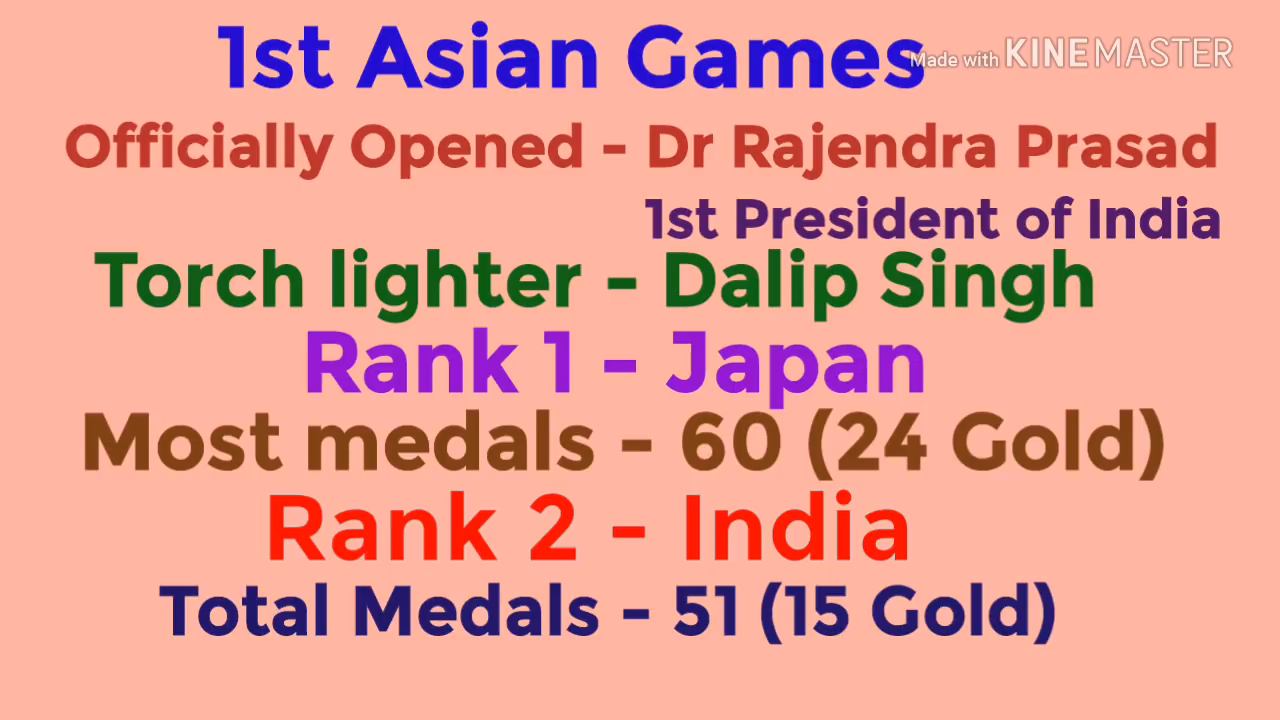 1st Asian Games
Made with KINEMASTER
Officially Opened - Dr Rajendra Prasad
1st President of India
Torch lighter - Dalip Singh
Rank 1 - Japan
Most medals - 60 (24 Gold)
Rank 2 - India
Total Medals - 51 (15 Gold)